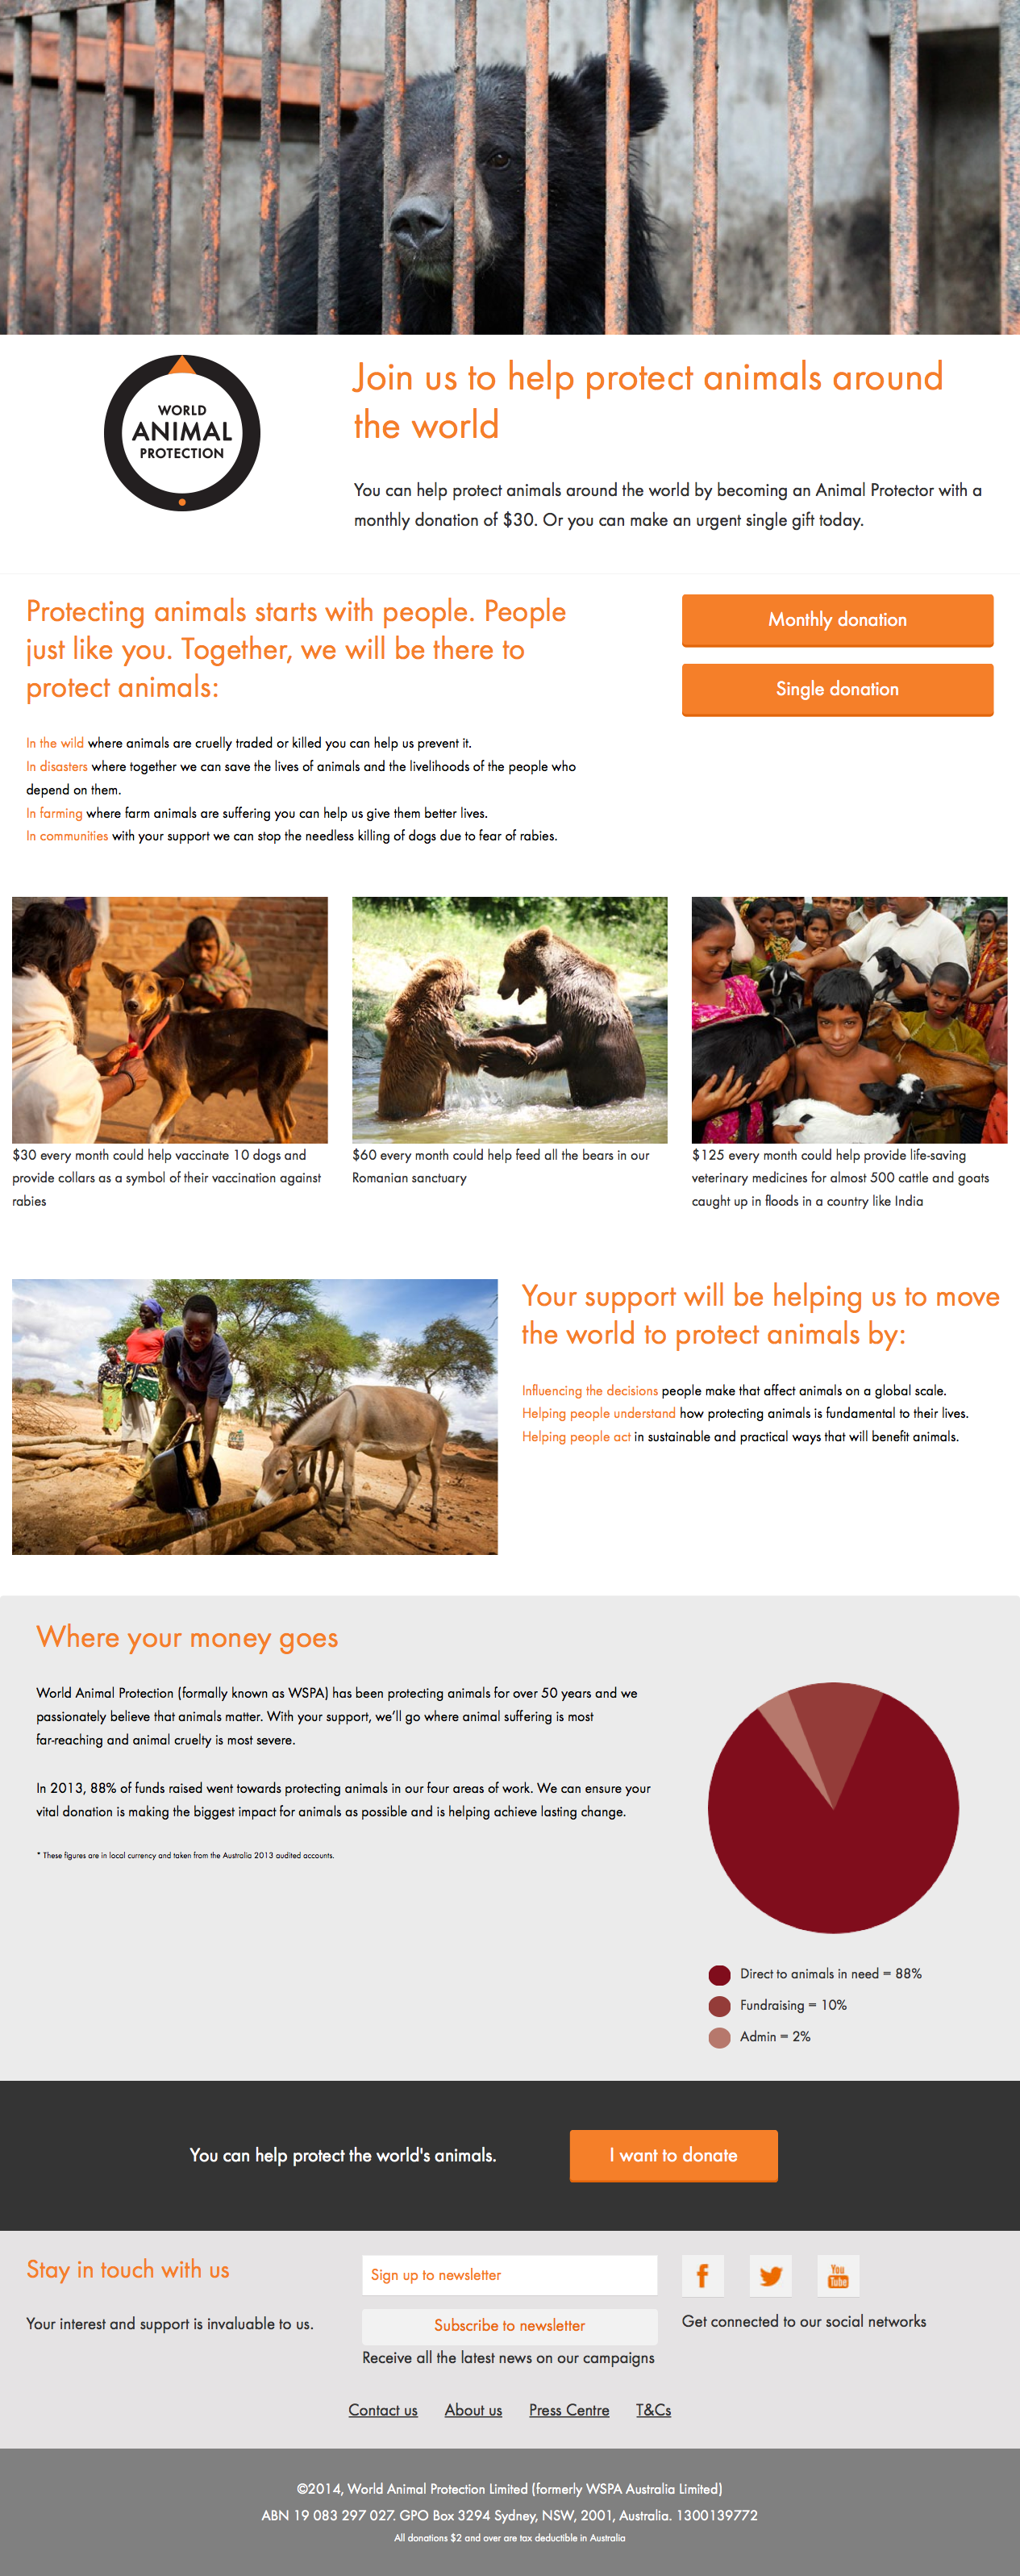 WORLD
ANIMAL
PROTECTION
Join us to help protect animals around
the world
You can help protect animals around the world by becoming an Animal Protector with a
monthly donation of $30. Or you can make an urgent single gift today.
Protecting animals starts with people. People
just like you. Together, we will be there to
protect animals:
Monthly donation
Single donation
In the wild where animals are cruelly traded or killed you can help us prevent it.
In disasters where together we can save the lives of animals and the livelihoods of the people who
depend on them.
In farming where farm animals are suffering you can help us give them better lives.
In communities with your support we can stop the needless killing of dogs due to fear of rabies.
$30 every month could help vaccinate 10 dogs and
provide collars as a symbol of their vaccination against
rabies
$60 every month could help feed all the bears in our
Romanian sanctuary
$125 every month could help provide life-saving
veterinary medicines for almost 500 cattle and goats
caught up in floods in a country like India
Your support will be helping us to move
the world to protect animals by:
Influencing the decisions people make that affect animals on a global scale.
Helping people understand how protecting animals is fundamental to their lives.
Helping people act in sustainable and practical ways that will benefit animals.
Where your money goes
World Animal Protection (formally known as WSPA) has been protecting animals for over 50 years and we
passionately believe that animals matter. With your support, we'll go where animal suffering is most
far-reaching and animal cruelty is most severe.
In 2013, 88% of funds raised went towards protecting animals in our four areas of work. We can ensure your
vital donation is making the biggest impact for animals as possible and is helping achieve lasting change.
* These figures are in local currency and taken from the Australia 2013 audited accounts.
Direct to animals in need = 88%
Fundraising = 10%
Admin = 2%
You can help protect the world's animals.
I want to donate
Stay in touch with us
Your interest and support is invaluable to us.
Sign up to newsletter
Subscribe to newsletter
Receive all the latest news on our campaigns
You
Tube
Get connected to our social networks
Contact us About us Press Centre T&Cs
©2014, World Animal Protection Limited (formerly WSPA Australia Limited)
ABN 19 083 297 027. GPO Box 3294 Sydney, NSW, 2001, Australia. 1300139772
All donations $2 and over are tax deductible in Australia